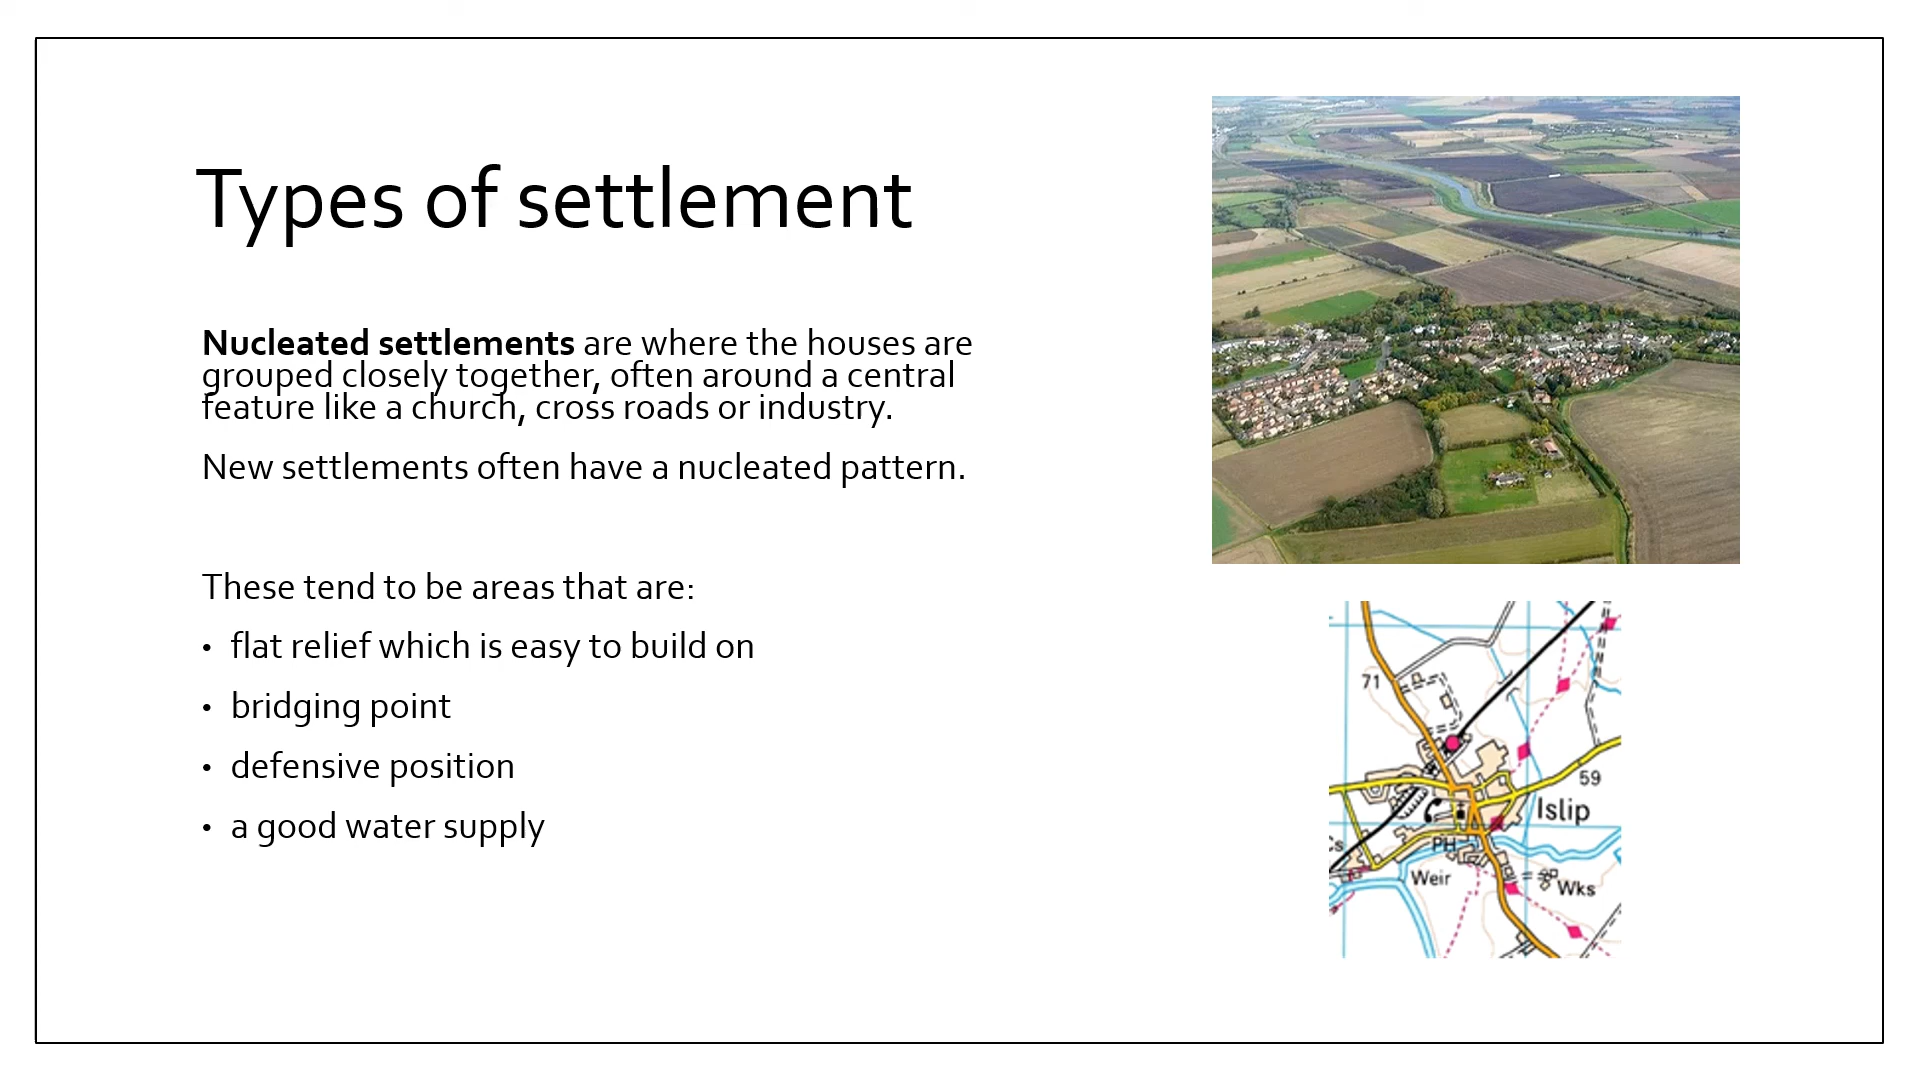 Types of settlement
Nucleated settlements are where the houses are
grouped closely together, often around a central
feature like a church, cross roads or industry.
New settlements often have a nucleated pattern.
These tend to be areas that are:
• flat relief which is easy to build on
• bridging point
• defensive position
• a good water supply
71
59
Islip
PH
Weir
Wks